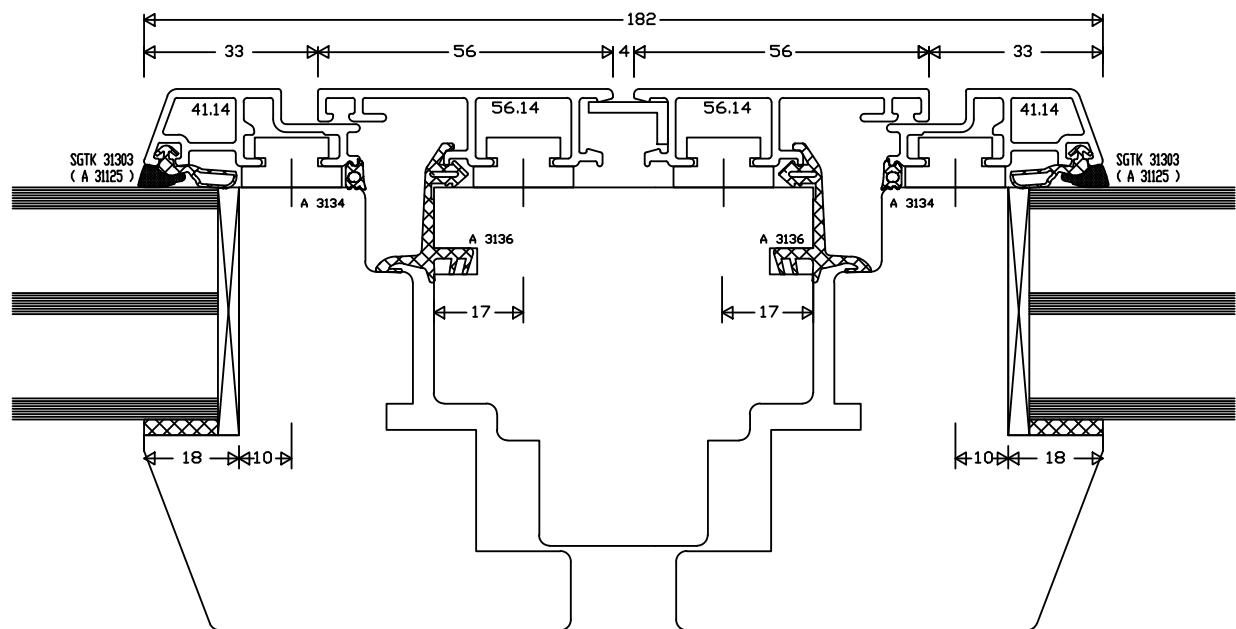 182
33 56 4 56 33
41.14 56.14 56.14 41.14
SGTK 31303
( A 31125 )
SGTK 31303
( A 31125 )
A 3134 A 3134
A 3136 A 3136
17 17
18 10 10 18